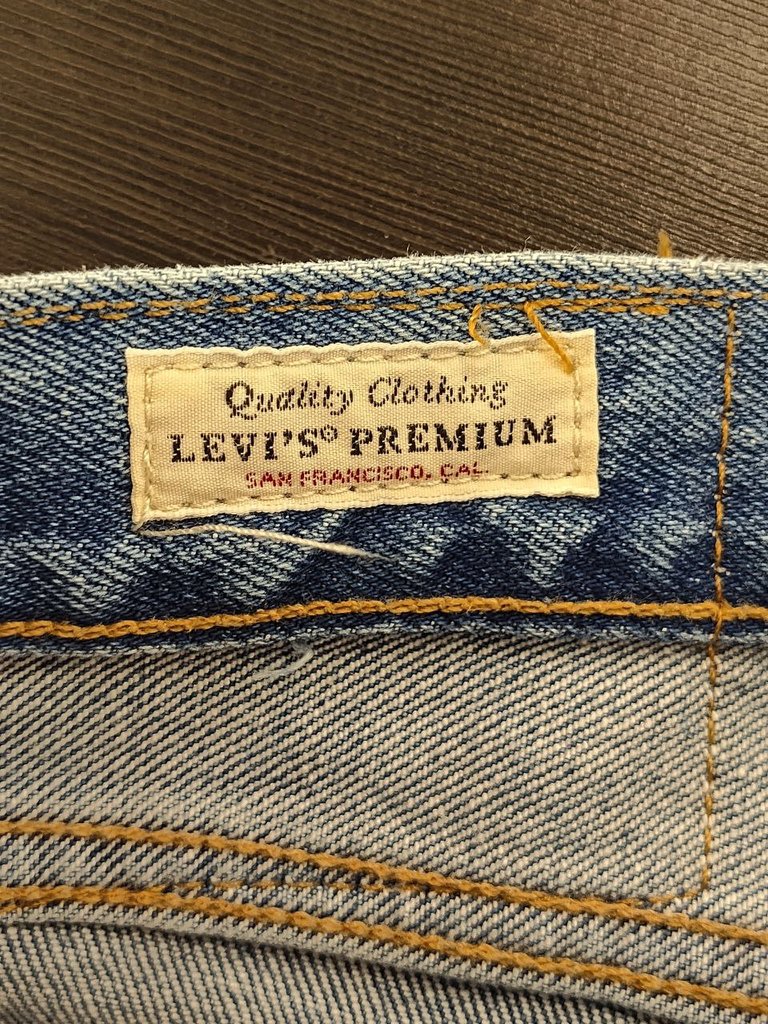 Quality Clothing
LEVI'S® PREMIUM
SAN FRANCISCO, CAL.